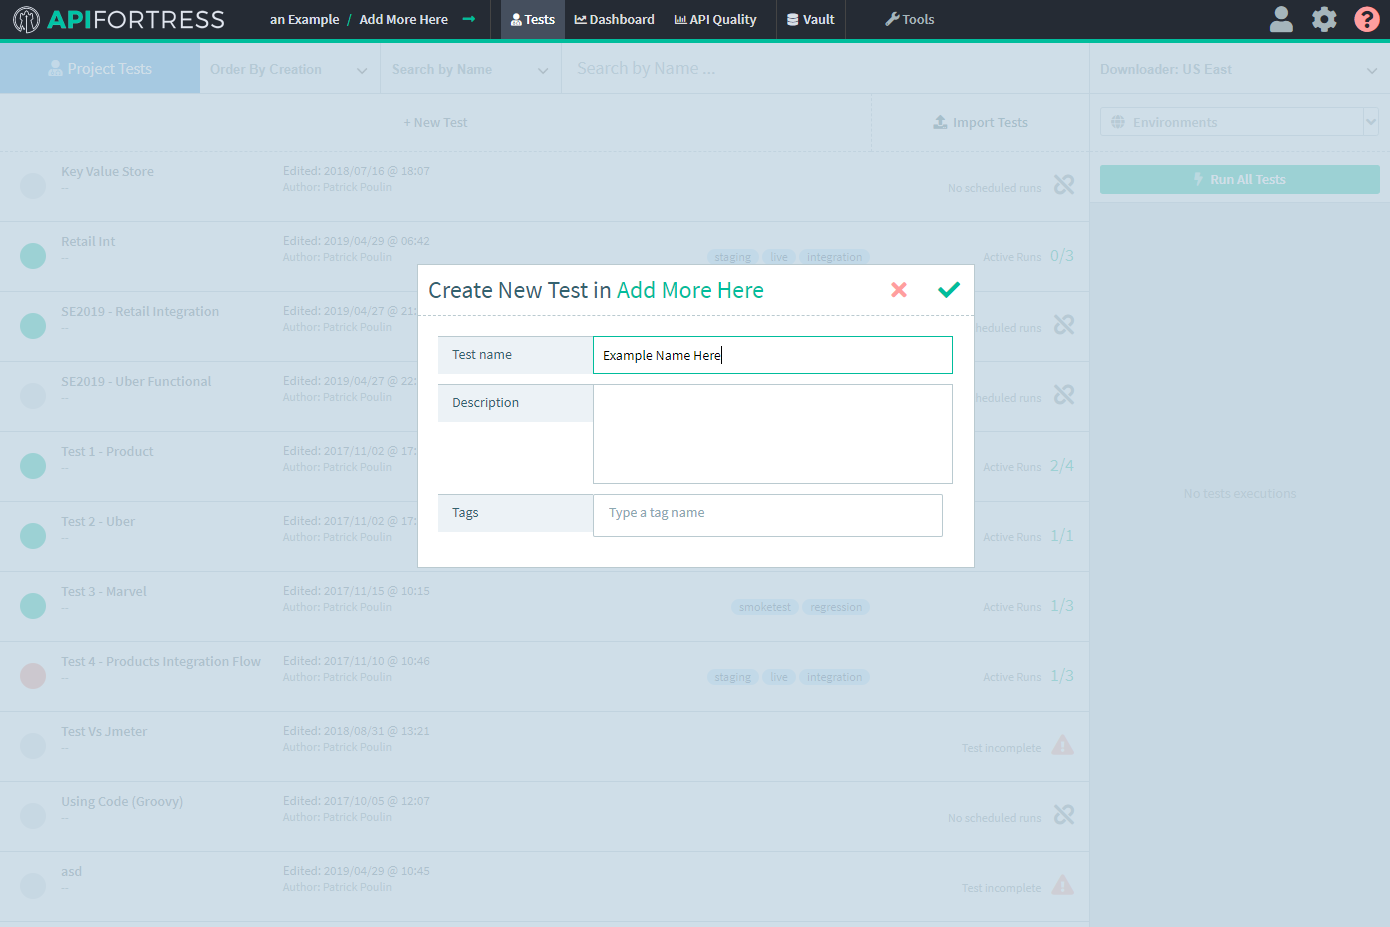 APIFORTRESS an Example / Add More Here Tests Dashboard API Quality Vault Tools
Project Tests Order By Creation Search by Name Search by Name ... Downloader: US East
+ New Test Import Tests Environments
Key Value Store Edited: 2018/07/16 @ 18:07
-- Author: Patrick Poulin No scheduled runs
Run All Tests
Retail Int Edited: 2019/04/29 @ 06:42
-- Author: Patrick Poulin staging live integration Active Runs 0/3
Create New Test in Add More Here
SE2019 - Retail Integration Edited: 2019/04/27 @ 21:
-- Author: Patrick Poulin heduled runs
Test name Example Name Here
SE2019 - Uber Functional Edited: 2019/04/27 @ 22:
-- Author: Patrick Poulin heduled runs
Description
Test 1 - Product Edited: 2017/11/02 @ 17:
-- Author: Patrick Poulin Active Runs 2/4
No tests executions
Tags Type a tag name
Test 2 - Uber Edited: 2017/11/02 @ 17:
-- Author: Patrick Poulin Active Runs 1/1
Test 3 - Marvel Edited: 2017/11/15 @ 10:15
-- Author: Patrick Poulin smoketest regression Active Runs 1/3
Test 4 - Products Integration Flow Edited: 2017/11/10 @ 10:46
-- Author: Patrick Poulin staging live integration Active Runs 1/3
Test Vs Jmeter Edited: 2018/08/31 @ 13:21
-- Author: Patrick Poulin Test incomplete
Using Code (Groovy) Edited: 2017/10/05 @ 12:07
-- Author: Patrick Poulin No scheduled runs
asd Edited: 2019/04/29 @ 10:45
-- Author: Patrick Poulin Test incomplete